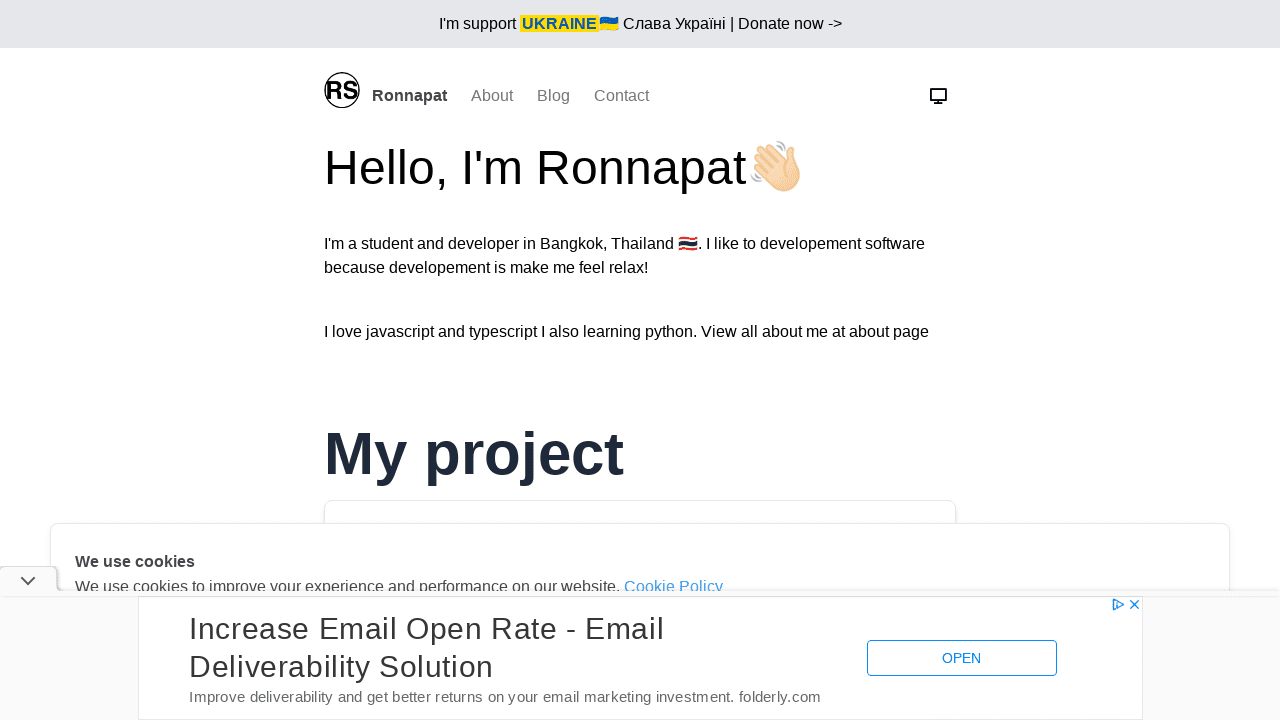 I'm support UKRAINE🇺🇦 Слава Україні | Donate now ->
RS Ronnapat About Blog Contact
Hello, I'm Ronnapat👋🏻
I'm a student and developer in Bangkok, Thailand 🇹🇭. I like to developement software
because developement is make me feel relax!
I love javascript and typescript I also learning python. View all about me at about page
My project
We use cookies
We use cookies to improve your experience and performance on our website. Cookie Policy
Increase Email Open Rate - Email
Deliverability Solution
Improve deliverability and get better returns on your email marketing investment. folderly.com
OPEN